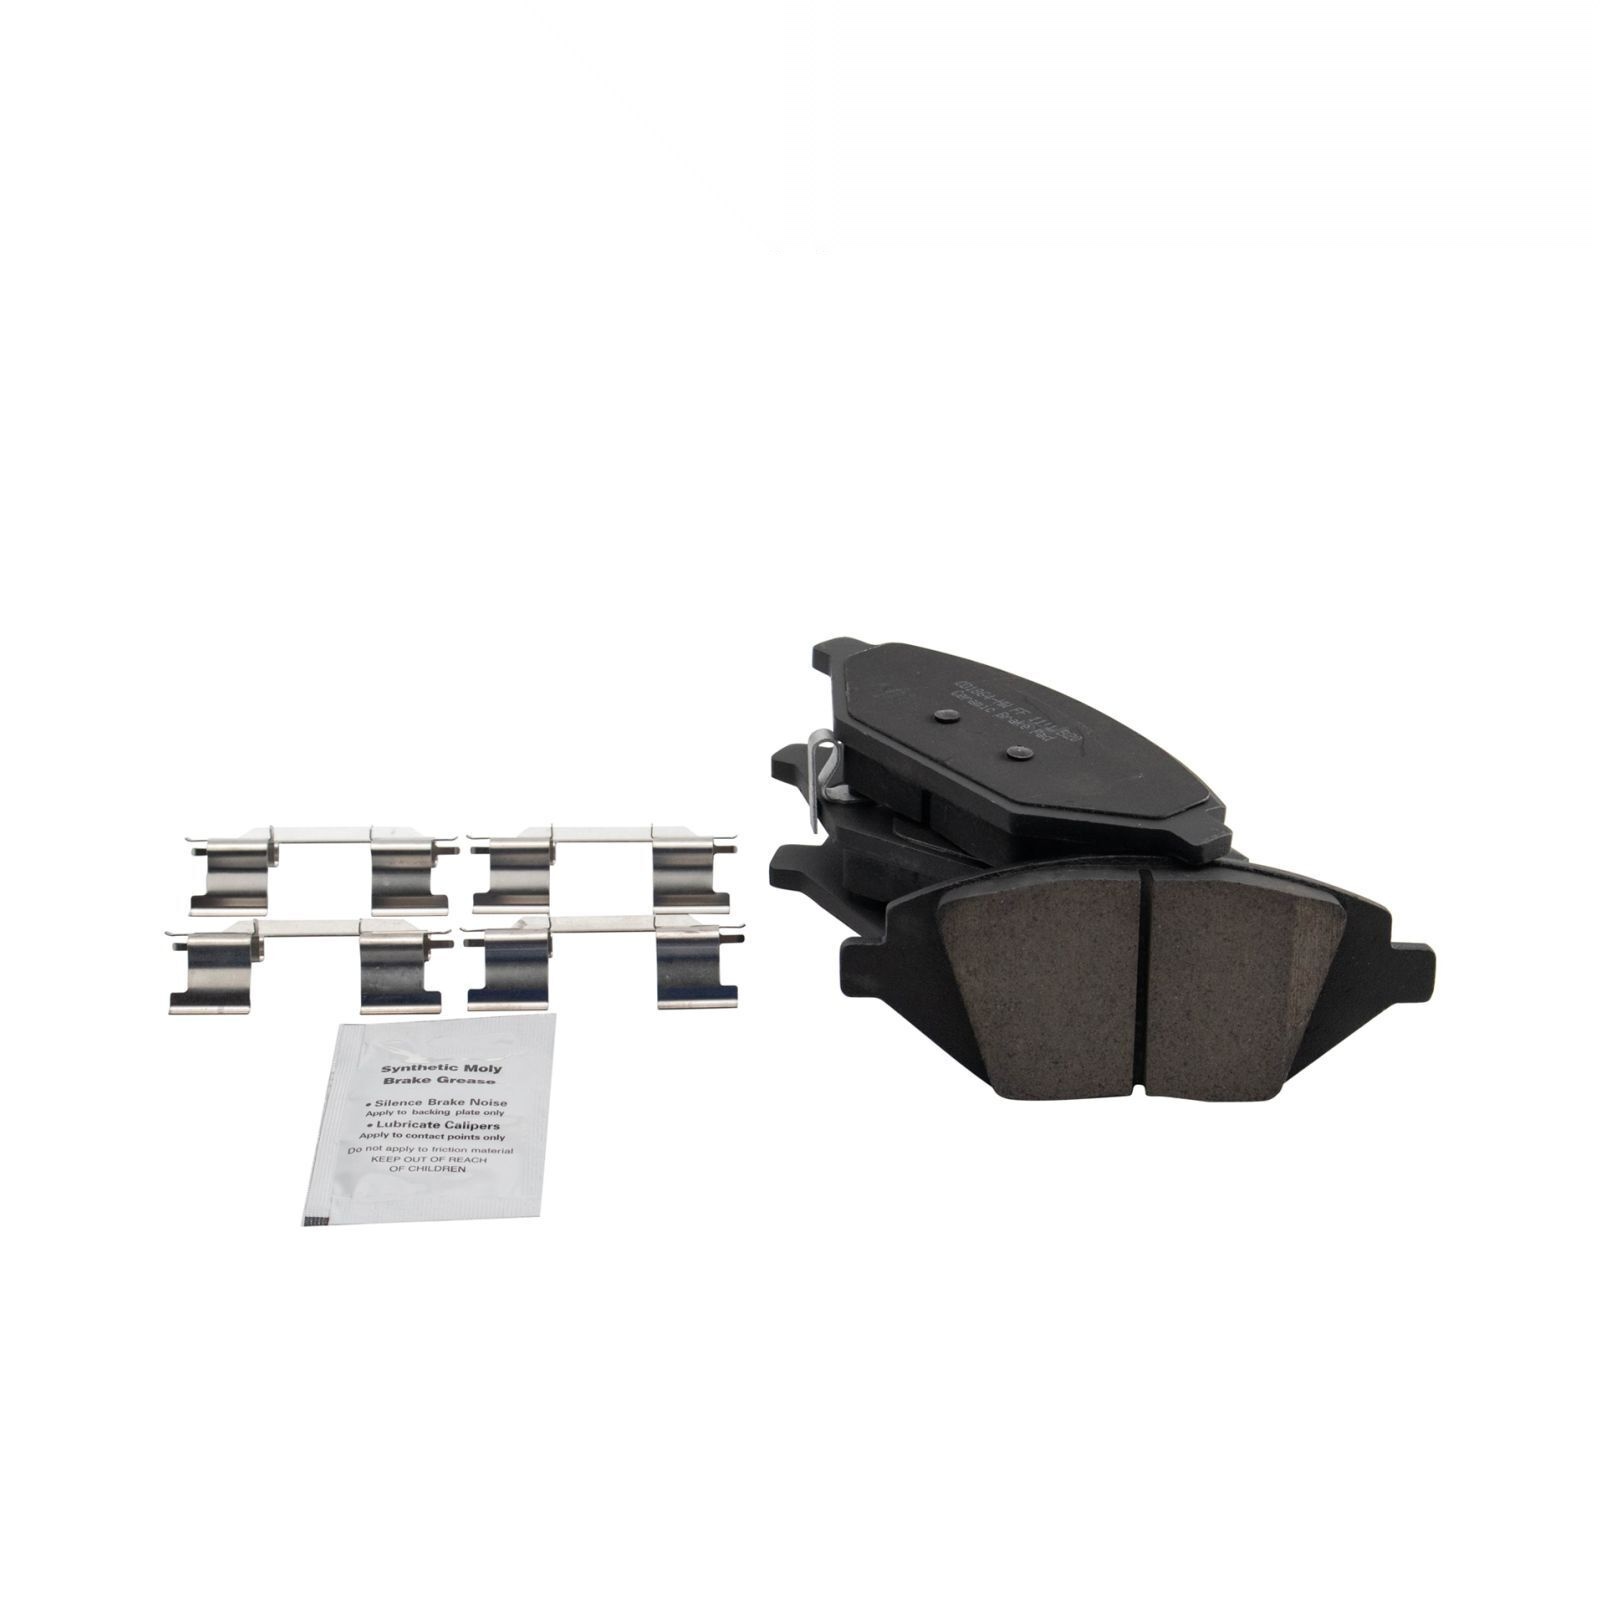 Ceramic Brake Pad
Synthetic Moly
Brake Grease
• Silence Brake Noise
Apply to backing plate only
• Lubricate Calipers
Apply to contact points only
Do not apply to friction material
KEEP OUT OF REACH
OF CHILDREN